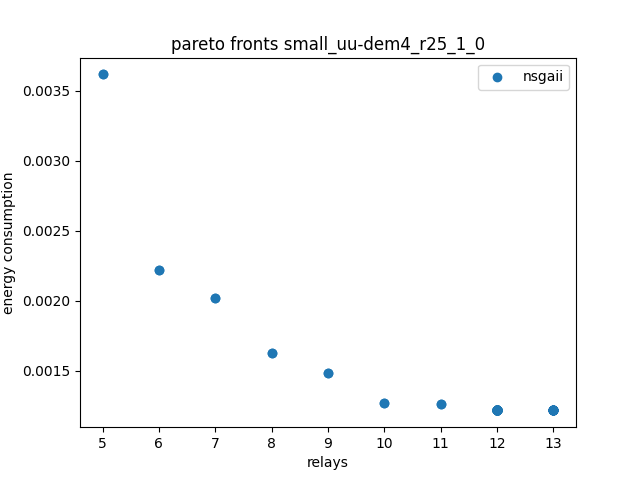 pareto fronts small_uu-dem4_r25_1_0
nsgaii
0.0035
0.0030
0.0025
0.0020
0.0015
energy consumption
5 6 7 8 9 10 11 12 13
relays